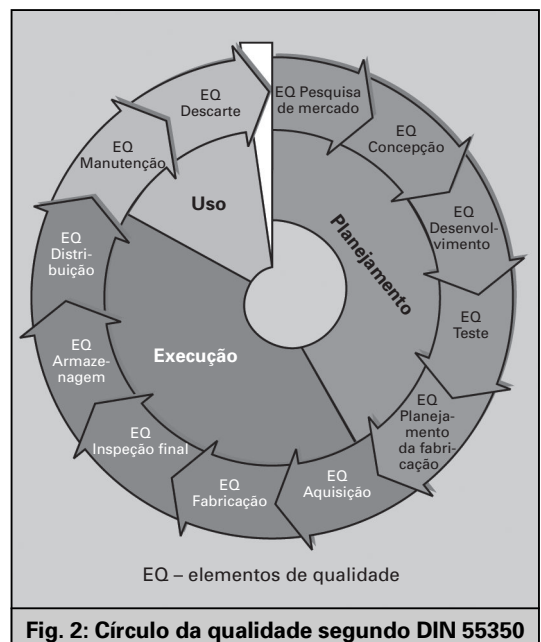 EQ Pesquisa
de mercado
EQ
Concepção
EQ
Desenvol-
vimento
EQ
Teste
EQ
Planeja-
mento
da fabri-
cação
EQ
Aquisição
EQ
Fabricação
EQ
Inspeção final
EQ
Armaze-
nagem
EQ
Distri-
buição
EQ
Manutenção
EQ
Descarte
Uso
Planejamento
Execução
EQ – elementos de qualidade
Fig. 2: Círculo da qualidade segundo DIN 55350